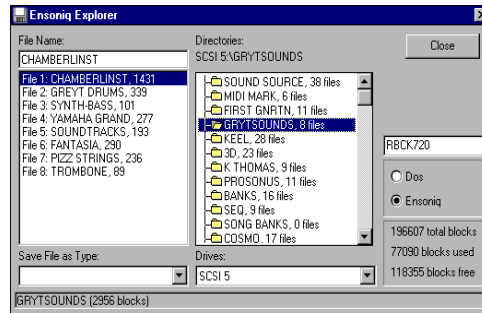 Ensoniq Explorer
File Name:
CHAMBERLINST
File 1: CHAMBERLINST, 1431
File 2: GREYT DRUMS, 339
File 3: SYNTH-BASS, 101
File 4: YAMAHA GRAND, 277
File 5: SOUNDTRACKS, 193
File 6: FANTASIA, 290
File 7: PIZZ STRINGS, 236
File 8: TROMBONE, 89
Save File as Type:
Directories:
SCSI 5:\GRYTSOUNDS
SOUND SOURCE, 38 files
MIDI MARK, 6 files
FIRST GNRTN, 11 files
GRYTSOUNDS, 8 files
KEEL, 28 files
3D, 23 files
K THOMAS, 9 files
PROSONUS, 11 files
BANKS, 16 files
SEQ, 9 files
SONG BANKS, 0 files
COSMO. 17 files
Drives:
SCSI 5
Close
RBCK720
Dos
Ensoniq
196607 total blocks
77090 blocks used
118355 blocks free
GRYTSOUNDS (2956 blocks)